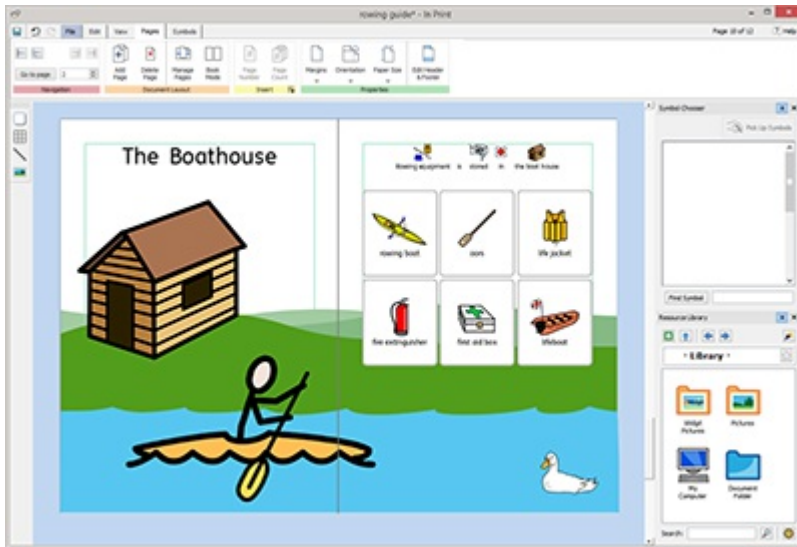 rowing guide* - In Print
File Edit View Pages Symbols
Page 10 of 12 Help
Go to page 1
Add Page
Delete Page
Manage Pages
Book Mode
Page Number
Page Count
Margins
Orientation
Paper Size
Edit Header & Footer
Navigation
Document Layout
Insert
Properties
The Boathouse
Rowing equipment is stored in the boat house
rowing boat
oars
life jacket
fire extinguisher
first aid box
lifeboat
Symbol Chooser
Pick Up Symbols
Find Symbol
Resource Library
Library
Widgit Pictures
Pictures
My Computer
Document Folder
Search: